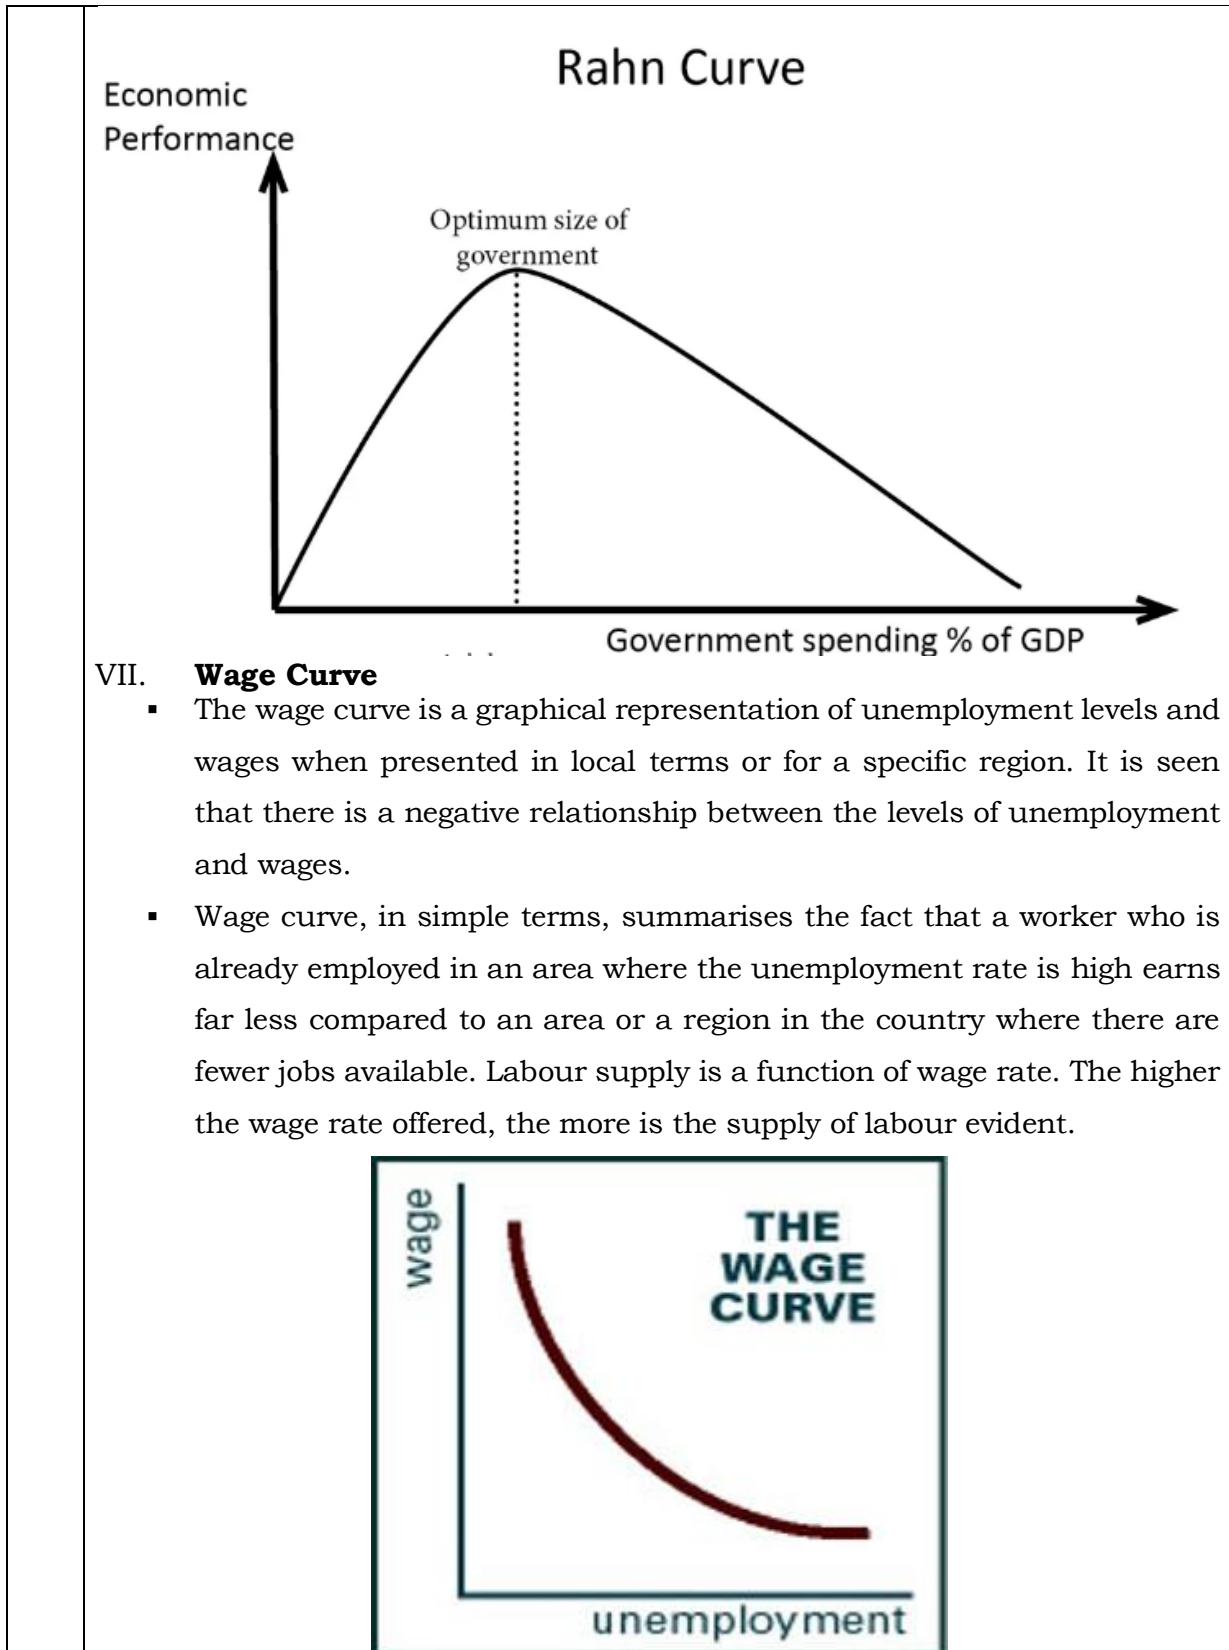 Rahn Curve
Economic
Performance
Optimum size of
government
Government spending % of GDP
VII. Wage Curve
▪ The wage curve is a graphical representation of unemployment levels and
wages when presented in local terms or for a specific region. It is seen
that there is a negative relationship between the levels of unemployment
and wages.
▪ Wage curve, in simple terms, summarises the fact that a worker who is
already employed in an area where the unemployment rate is high earns
far less compared to an area or a region in the country where there are
fewer jobs available. Labour supply is a function of wage rate. The higher
the wage rate offered, the more is the supply of labour evident.
wage
THE
WAGE
CURVE
unemployment